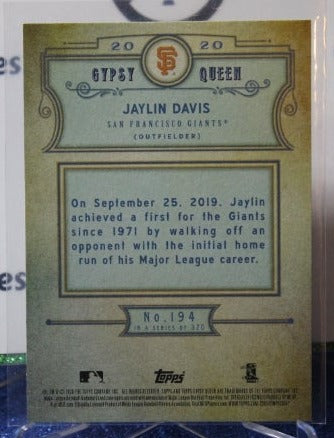 20 SF 20
GYPSY QUEEN
JAYLIN DAVIS
SAN FRANCISCO GIANTS®
(OUTFIELDER)
On September 25, 2019, Jaylin
achieved a first for the Giants
since 1971 by walking off an
opponent with the initial home
run of his Major League career.
No.194
IN A SERIES OF 320
Topps